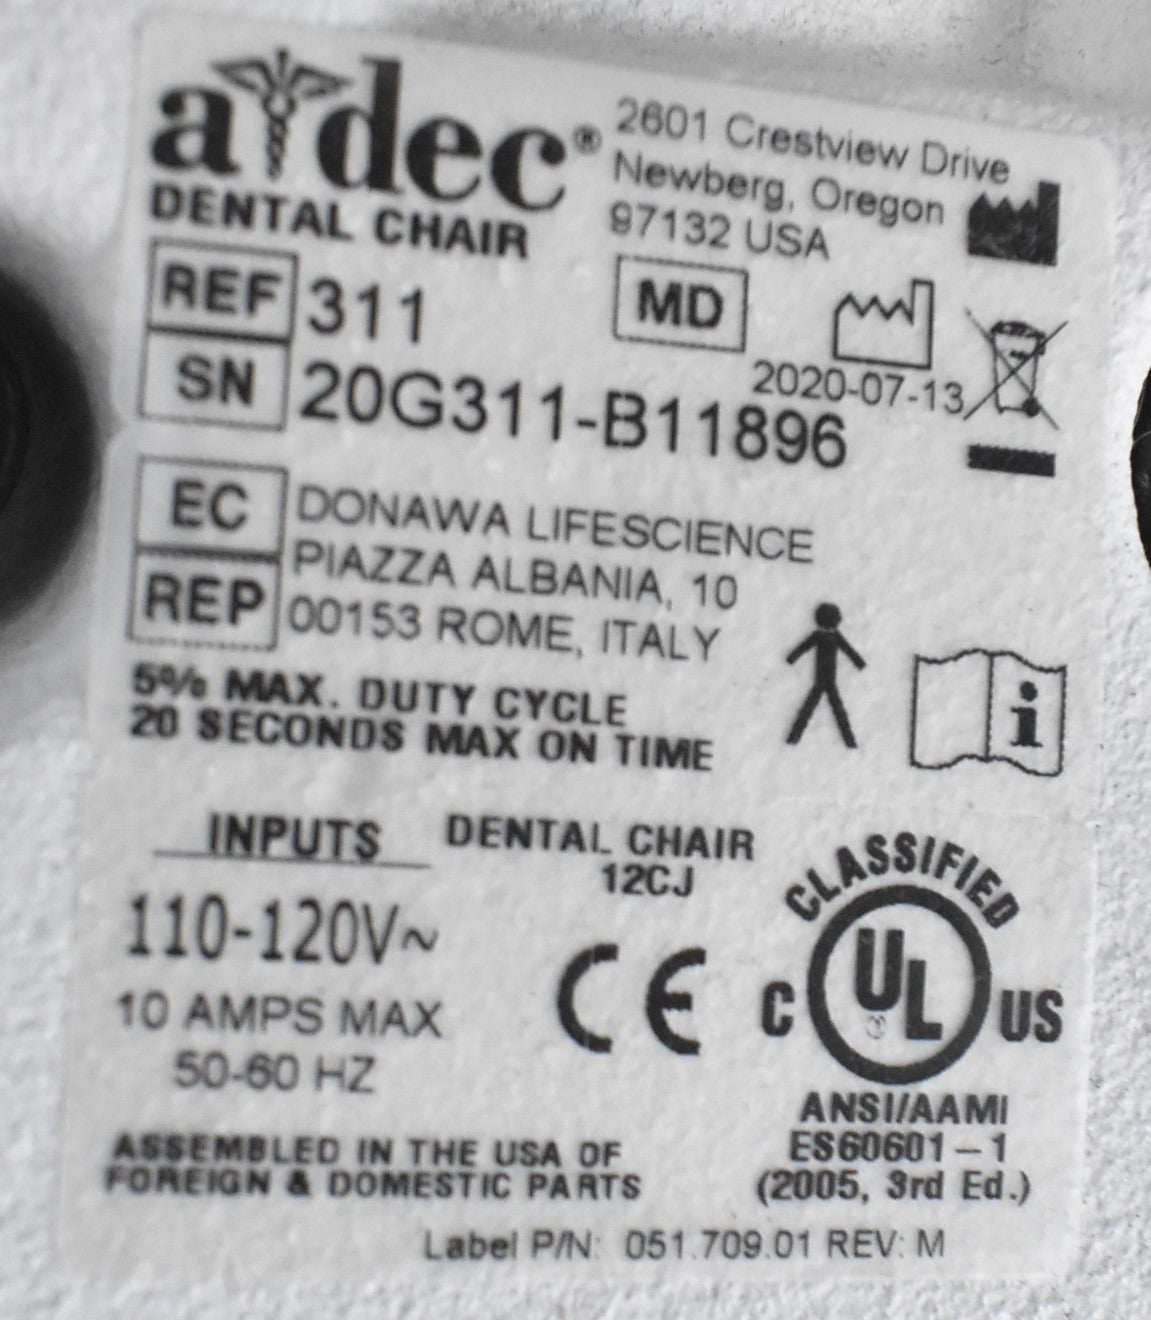 a dec®
DENTAL CHAIR
2601 Crestview Drive
Newberg, Oregon
97132 USA
REF 311
MD
SN 20G311-B11896
2020-07-13
EC REP
DONAWA LIFESCIENCE
PIAZZA ALBANIA, 10
00153 ROME, ITALY
5% MAX. DUTY CYCLE
20 SECONDS MAX ON TIME
i
INPUTS
110-120V~
10 AMPS MAX
50-60 HZ
DENTAL CHAIR
12CJ
CE
CLASSIFIED
C UL US
ANSI/AAMI
ES60601-1
(2005, 3rd Ed.)
ASSEMBLED IN THE USA OF
FOREIGN & DOMESTIC PARTS
Label P/N: 051.709.01 REV: M